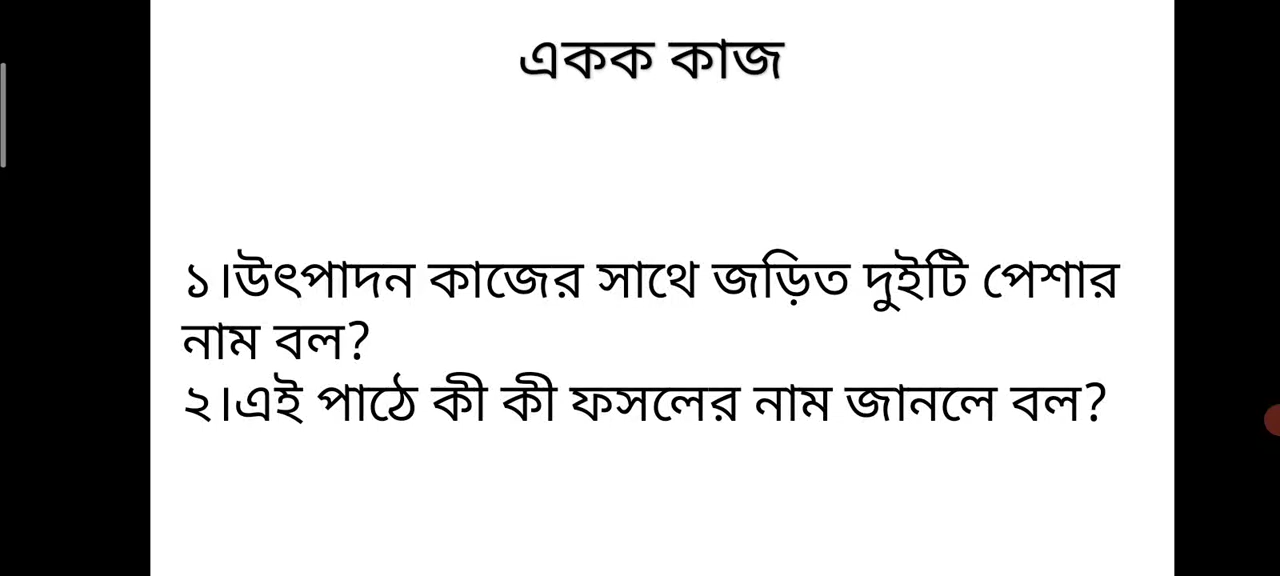 একক কাজ
১।উৎপাদন কাজের সাথে জড়িত দুইটি পেশার
নাম বল?
২।এই পাঠে কী কী ফসলের নাম জানলে বল?